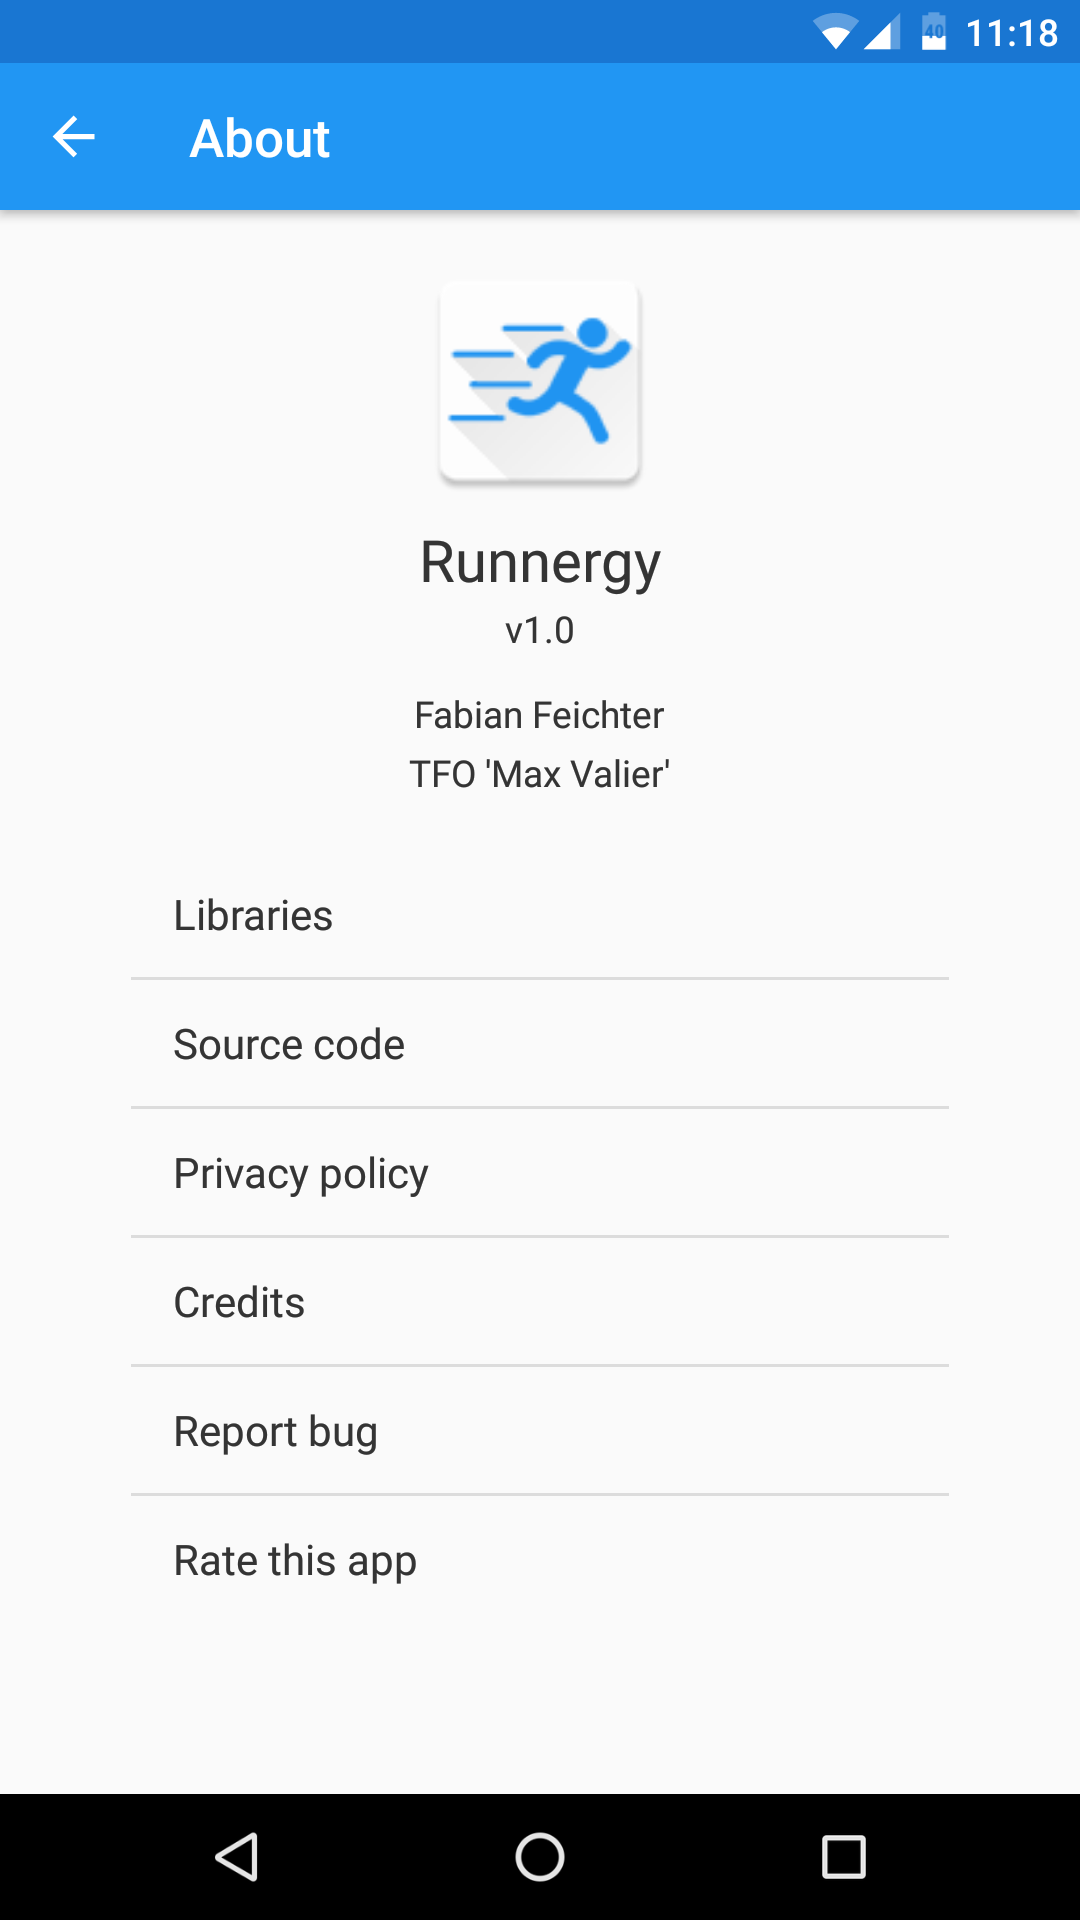 40 11:18
About
Runnergy
v1.0
Fabian Feichter
TFO 'Max Valier'
Libraries
Source code
Privacy policy
Credits
Report bug
Rate this app